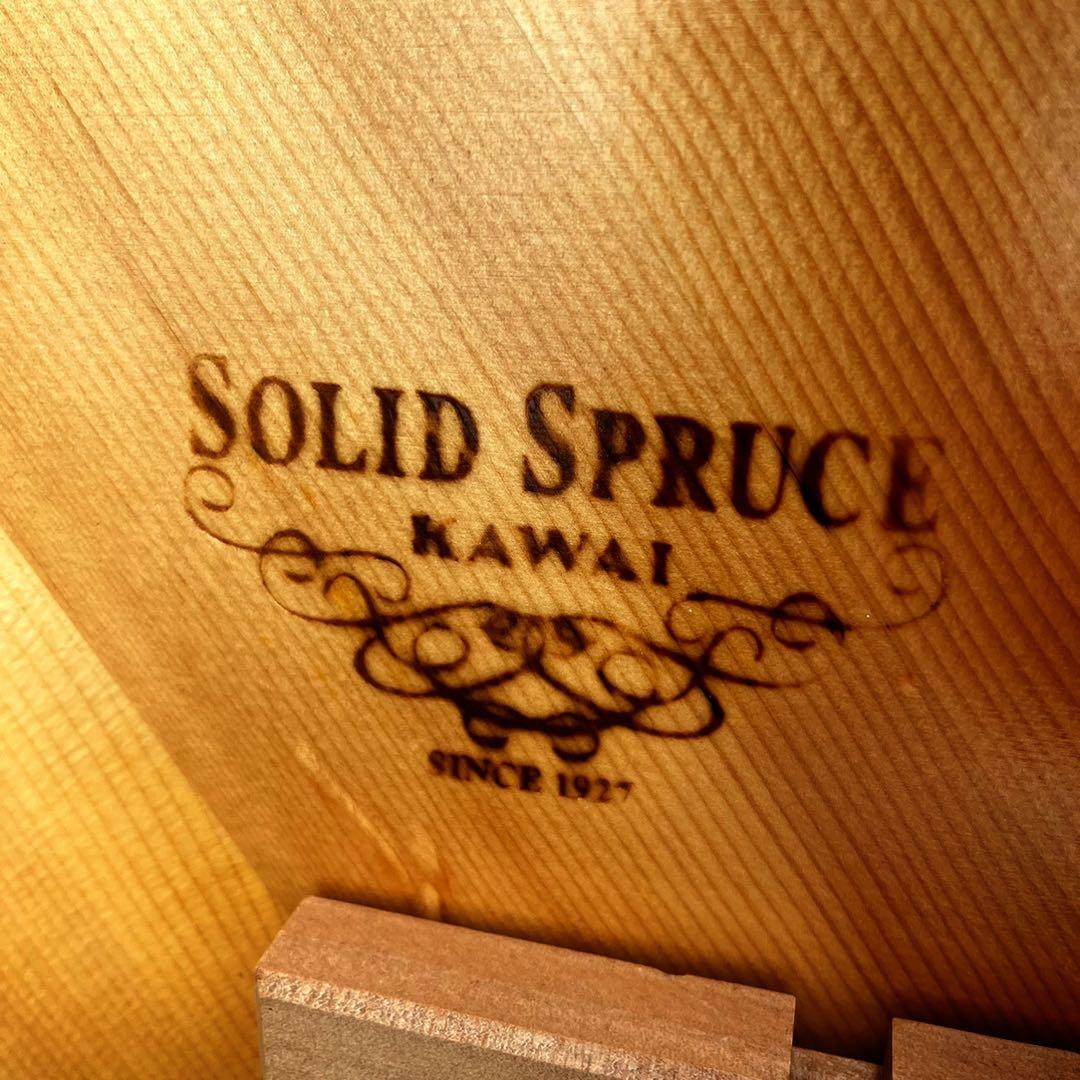 SOLID SPRUCE
KAWAI
SINCE 1927